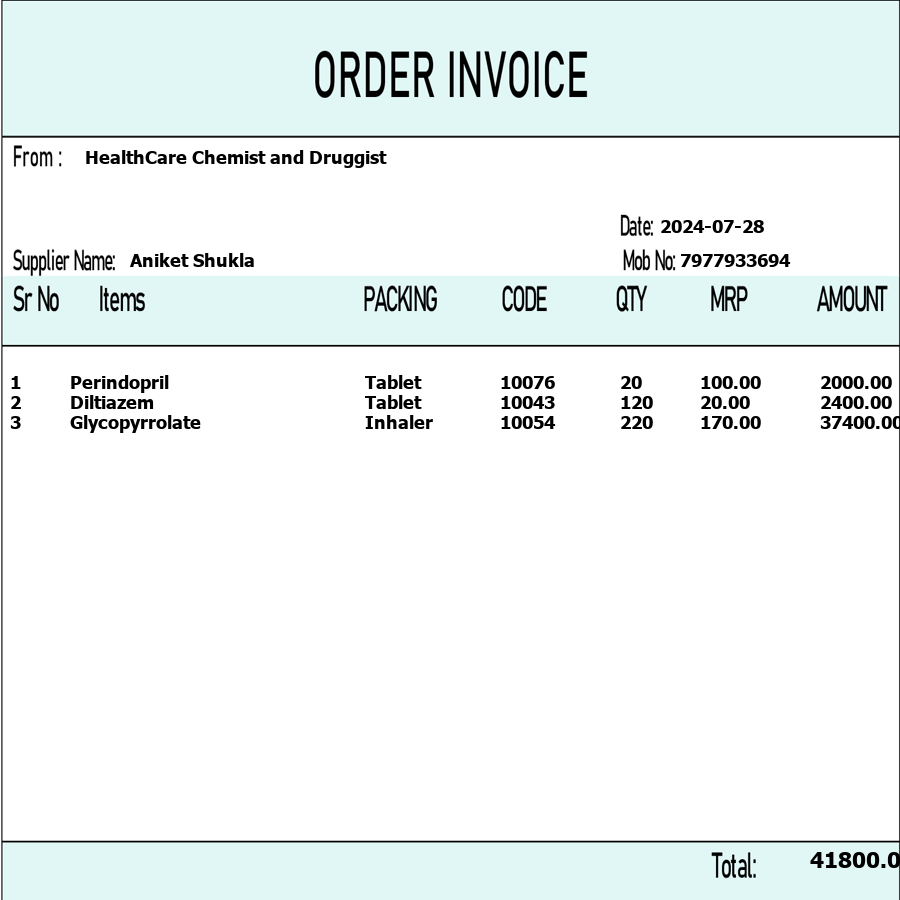 ORDER INVOICE
From : HealthCare Chemist and Druggist
Date: 2024-07-28
Supplier Name: Aniket Shukla Mob No: 7977933694
Sr No Items PACKING CODE QTY MRP AMOUNT
1 Perindopril Tablet 10076 20 100.00 2000.00
2 Diltiazem Tablet 10043 120 20.00 2400.00
3 Glycopyrrolate Inhaler 10054 220 170.00 37400.00
Total: 41800.0